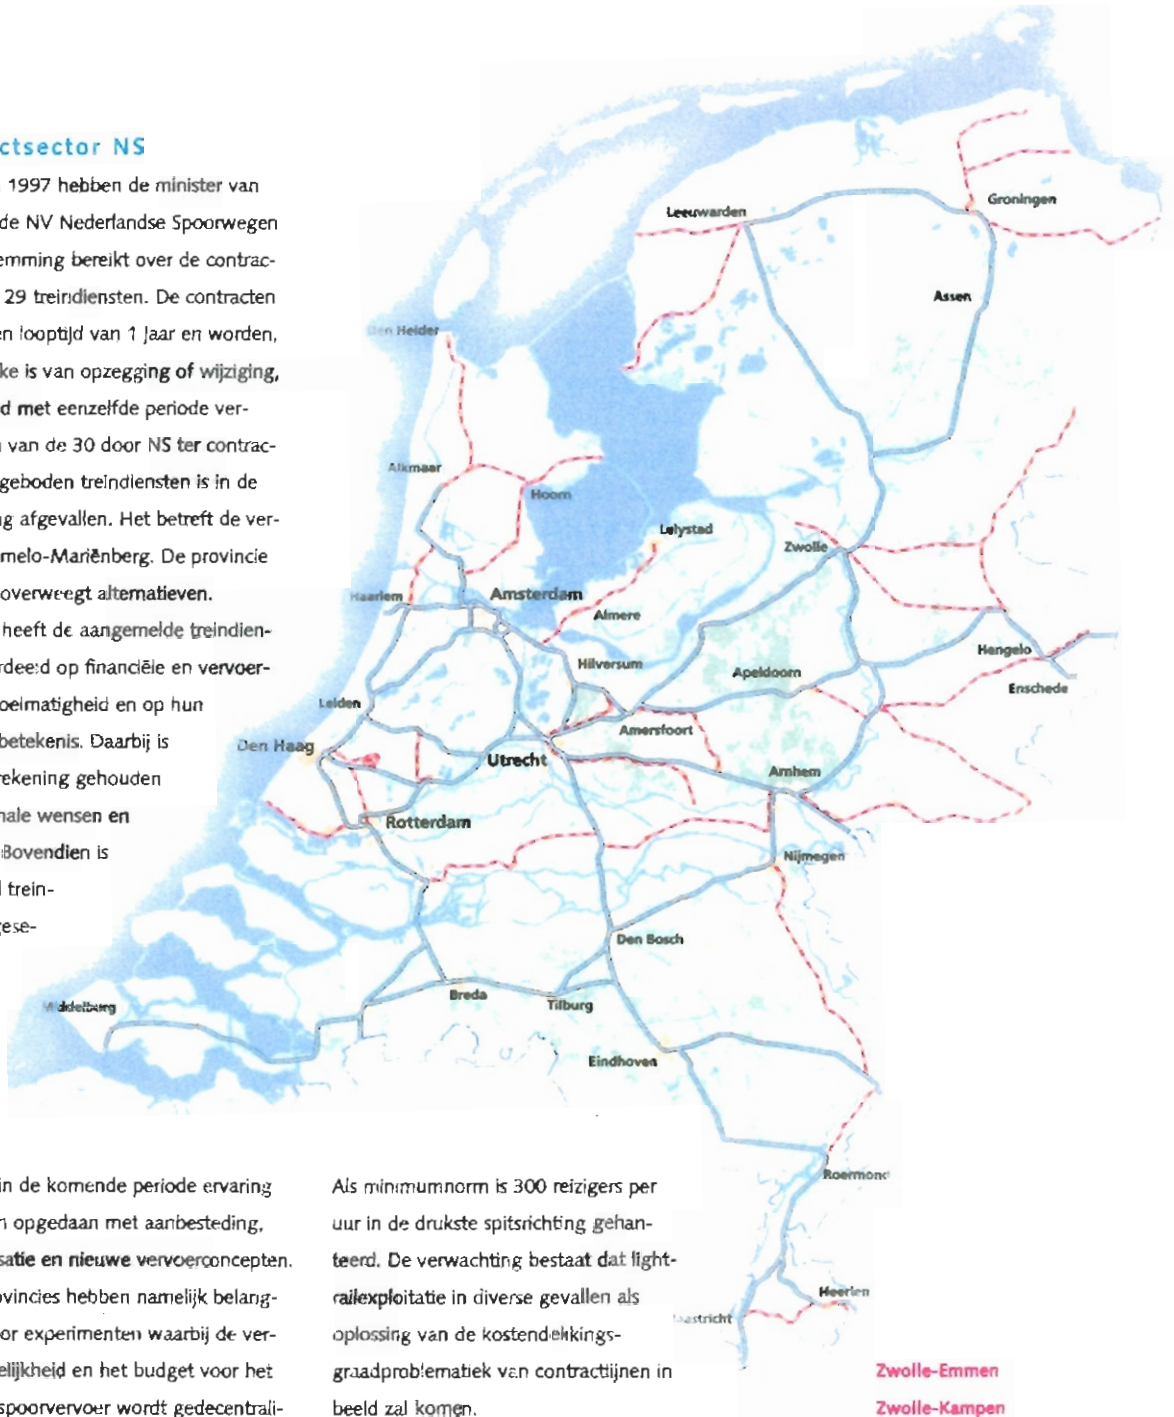 ctsector NS
1997 hebben de minister van
de NV Nederlandse Spoorwegen
emming bereikt over de contrac-
29 treindiensten. De contracten
en looptijd van 1 jaar en worden,
ke is van opzegging of wijziging,
d met eenzelfde periode ver-
van de 30 door NS ter contrac-
geboden treindiensten is in de
ng afgevallen. Het betreft de ver-
melo-Mariënberg. De provincie
overweegt alternatieven.
heeft de aangemelde treindien-
rdeeld op financiële en vervoer-
oelmatigheid en op hun
betekenis. Daarbij is
rekening gehouden
nale wensen en
Bovendien is
trein-
gese-
in de komende periode ervaring
n opgedaan met aanbesteding,
satie en nieuwe vervoerconcepten.
ovincies hebben namelijk belang-
or experimenten waarbij de ver-
elijkheid en het budget voor het
spoorvervoer wordt gedecentrali-
Als minimumnorm is 300 reizigers per
uur in de drukste spitsrichting gehan-
teerd. De verwachting bestaat dat light-
railexploitatie in diverse gevallen als
oplossing van de kostendekkings-
graadproblematiek van contractlijnen in
beeld zal komen.
Groningen
Leeuwarden
Assen
Den Helder
Alkmaar
Hoorn
Lelystad
Zwolle
Haarlem
Amsterdam
Almere
Hilversum
Apeldoorn
Hengelo
Enschede
Leiden
Amersfoort
Den Haag
Utrecht
Arnhem
Rotterdam
Nijmegen
Den Bosch
Breda
Tilburg
Middelburg
Eindhoven
Roermond
Heerlen
aastricht
Zwolle-Emmen
Zwolle-Kampen